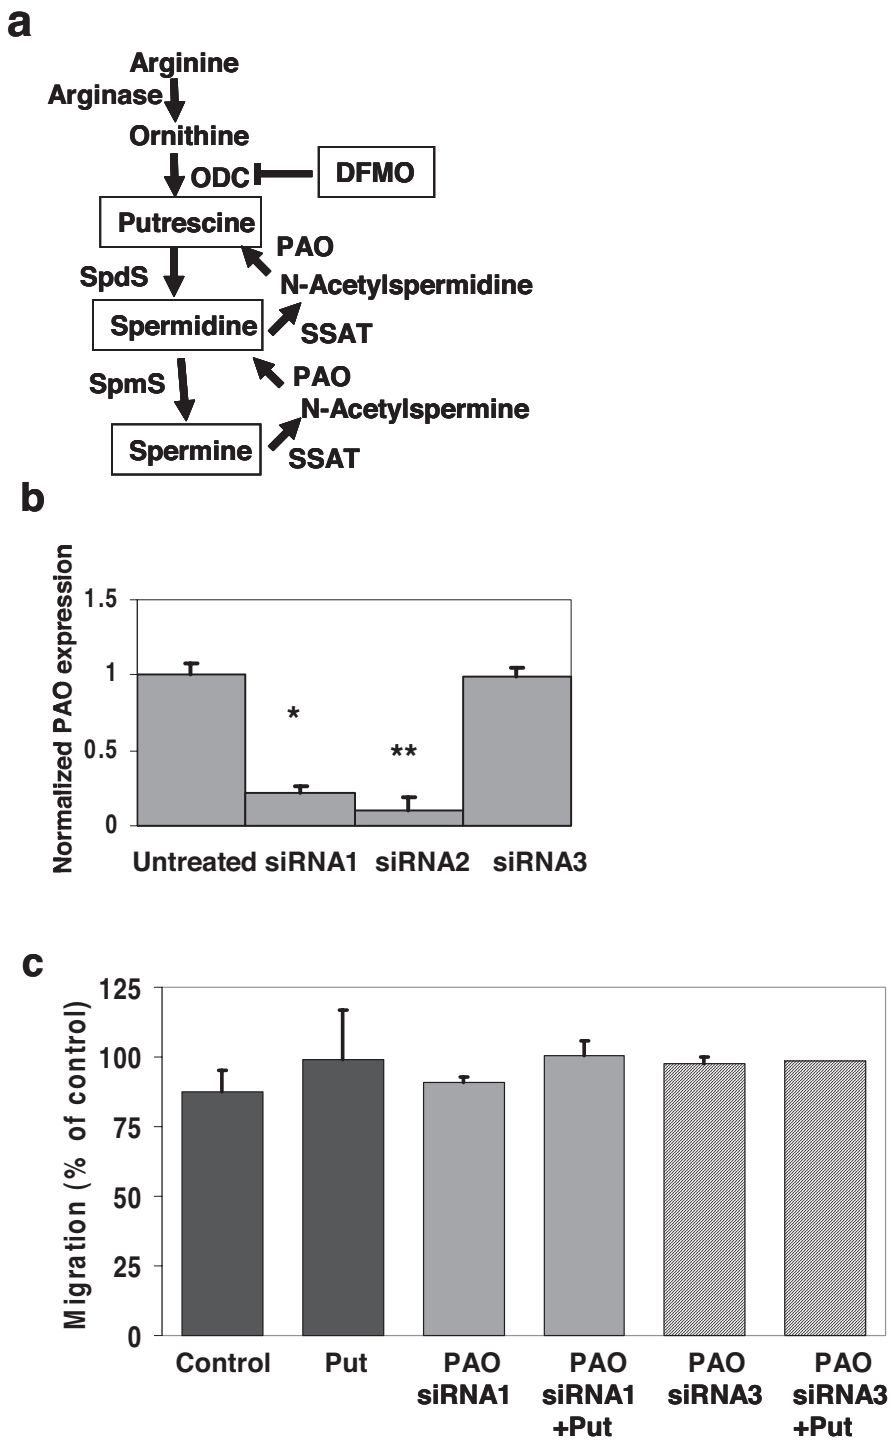 a
Arginine
Arginase
Ornithine
ODC
DFMO
Putrescine
PAO
SpdS
N-Acetylspermidine
Spermidine
SSAT
SpmS
PAO
N-Acetylspermine
Spermine
SSAT
b
Normalized PAO expression
1.5
1
*
0.5
**
0
Untreated siRNA1 siRNA2 siRNA3
c
Migration (% of control)
125
100
75
50
25
0
Control Put PAO PAO PAO PAO
siRNA1 siRNA1 siRNA3 siRNA3
+Put +Put